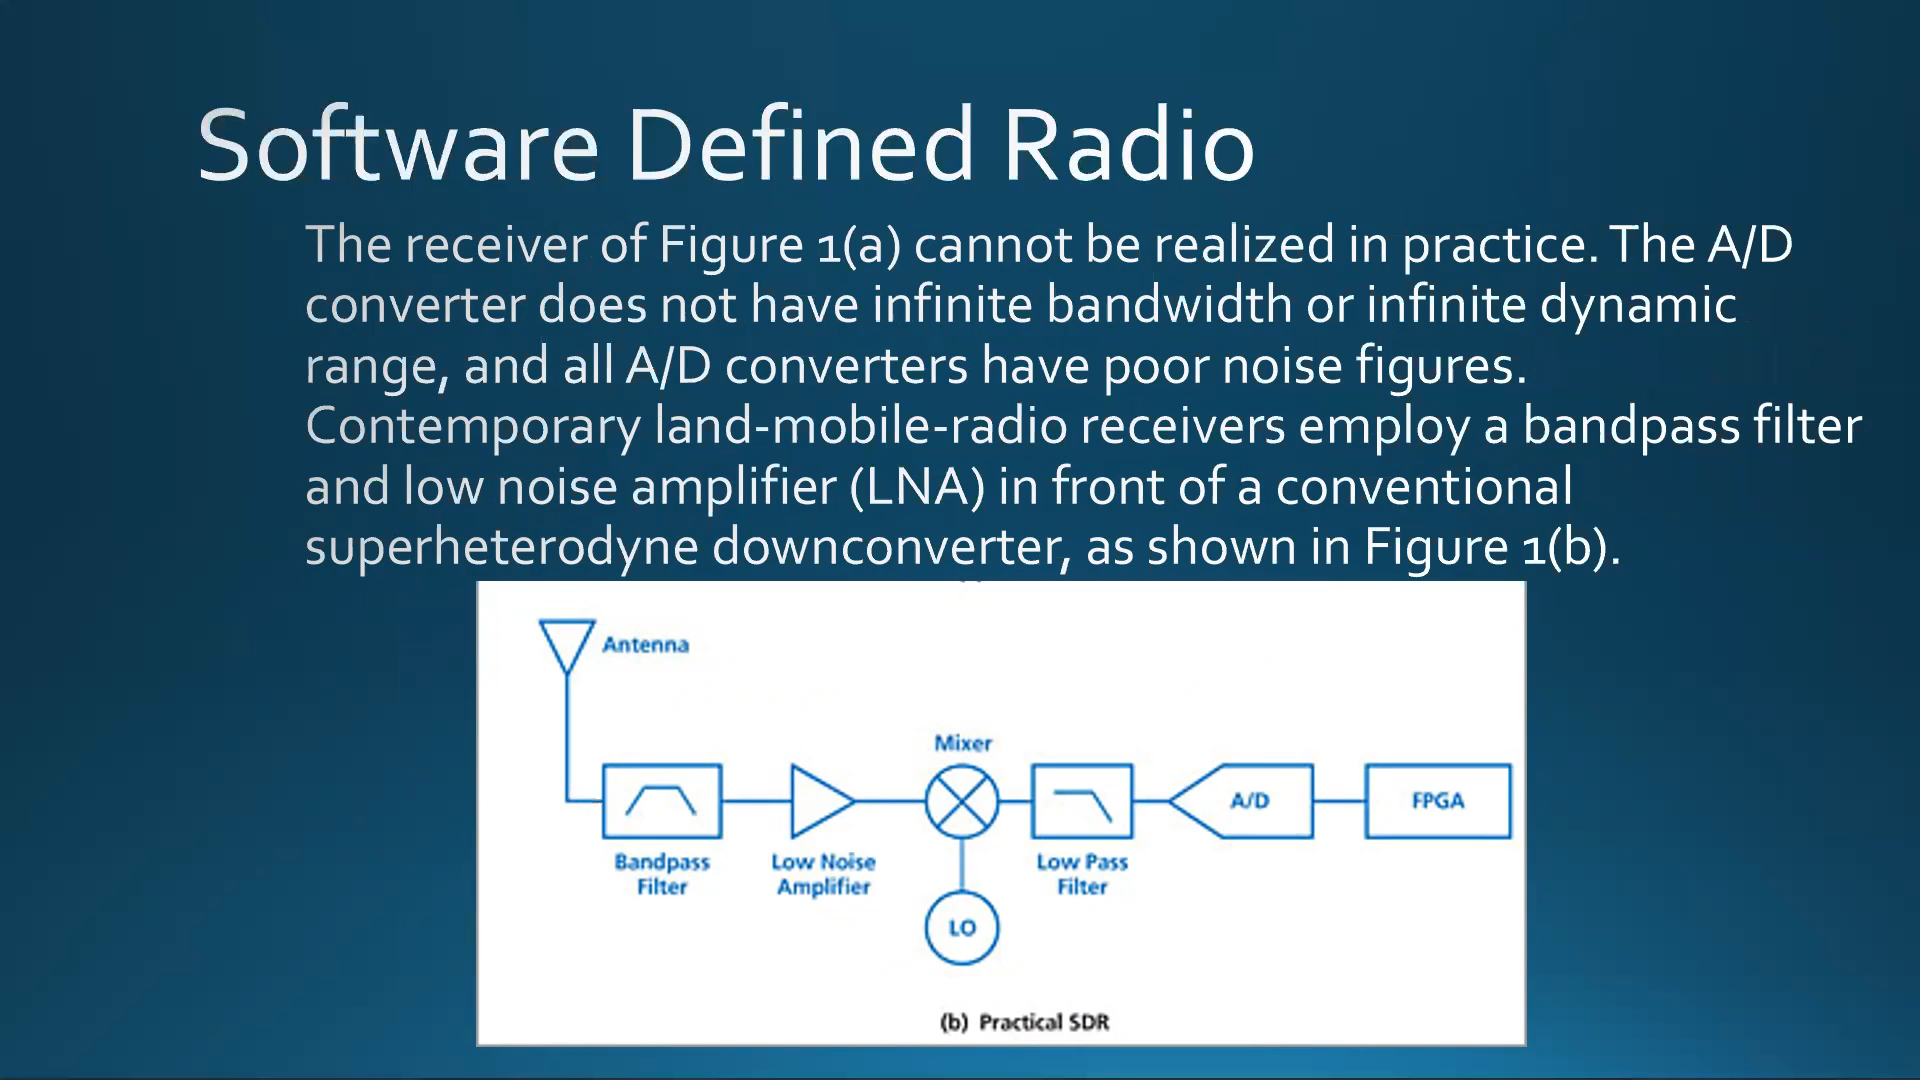 Software Defined Radio
The receiver of Figure 1(a) cannot be realized in practice. The A/D
converter does not have infinite bandwidth or infinite dynamic
range, and all A/D converters have poor noise figures.
Contemporary land-mobile-radio receivers employ a bandpass filter
and low noise amplifier (LNA) in front of a conventional
superheterodyne downconverter, as shown in Figure 1(b).
Antenna
Mixer
A/D
FPGA
Bandpass
Filter
Low Noise
Amplifier
Low Pass
Filter
LO
(b) Practical SDR